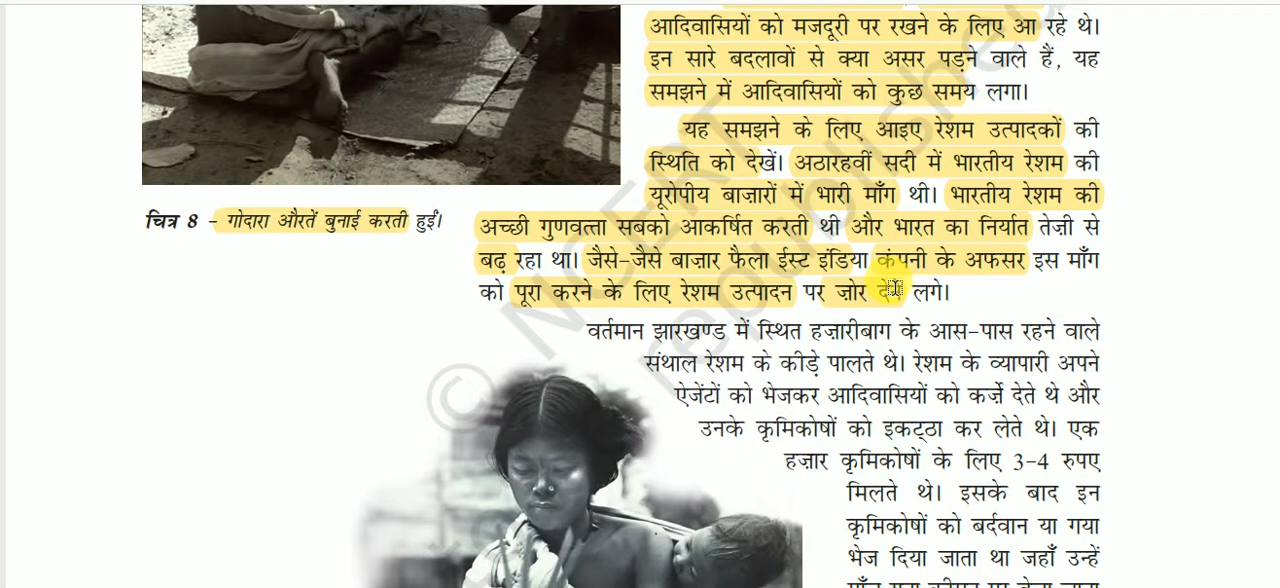 आदिवासियों को मजदूरी पर रखने के लिए आ रहे थे।
इन सारे बदलावों से क्या असर पड़ने वाले हैं, यह
समझने में आदिवासियों को कुछ समय लगा।
यह समझने के लिए आइए रेशम उत्पादकों की
स्थिति को देखें। अठारहवीं सदी में भारतीय रेशम की
यूरोपीय बाज़ारों में भारी माँग थी। भारतीय रेशम की
चित्र 8 – गोदारा औरतें बुनाई करती हुईं।
अच्छी गुणवत्ता सबको आकर्षित करती थी और भारत का निर्यात तेज़ी से
बढ़ रहा था। जैसे-जैसे बाज़ार फैला ईस्ट इंडिया कंपनी के अफसर इस माँग
को पूरा करने के लिए रेशम उत्पादन पर ज़ोर लगे।
वर्तमान झारखण्ड में स्थित हज़ारीबाग के आस-पास रहने वाले
संथाल रेशम के कीड़े पालते थे। रेशम के व्यापारी अपने
ऐजेंटों को भेजकर आदिवासियों को कर्ज़े देते थे और
उनके कृमिकोषों को इकट्ठा कर लेते थे। एक
हज़ार कृमिकोषों के लिए 3-4 रुपए
मिलते थे। इसके बाद इन
कृमिकोषों को बर्दवान या गया
भेज दिया जाता था जहाँ उन्हें
© NCERT
republished